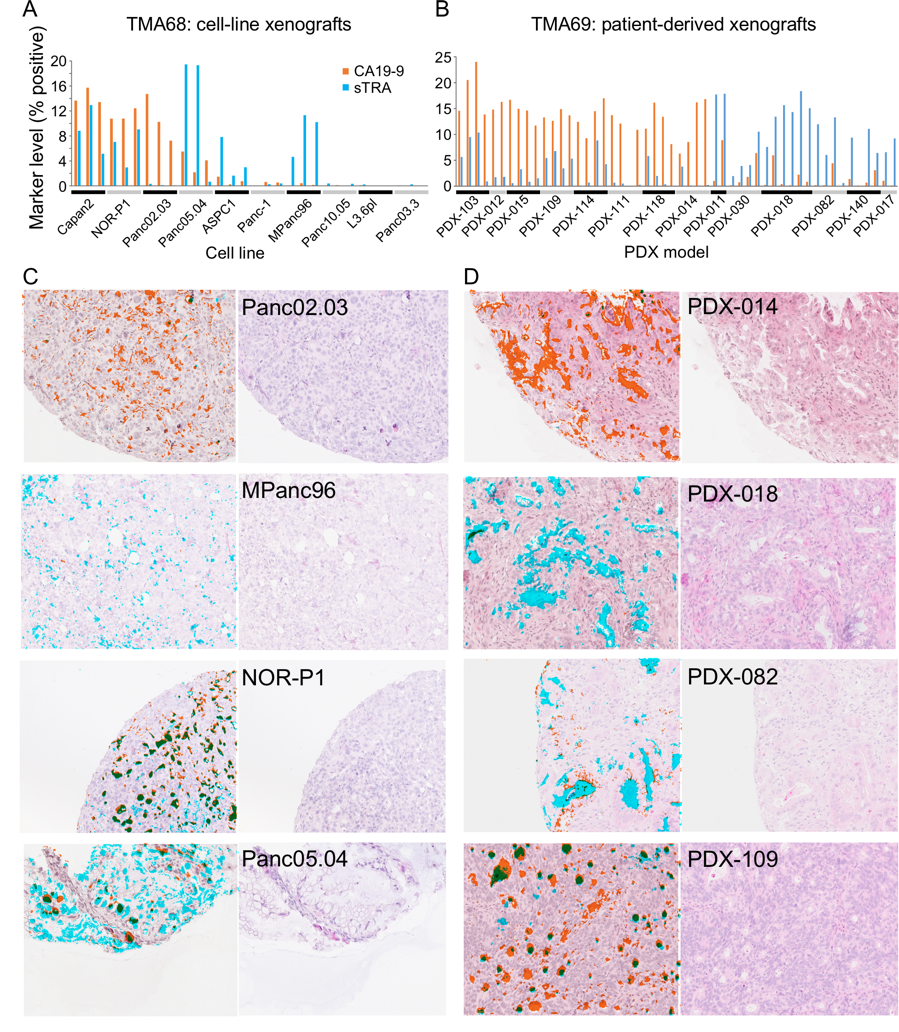 A
TMA68: cell-line xenografts
Marker level (% positive)
20
16
12
8
4
0
CA19-9
sTRA
Capan2
NOR-P1
Panc02.03
Panc05.04
ASPC1
Panc-1
MPanc96
Panc10.05
L3.6pl
Panc03.3
Cell line
B
TMA69: patient-derived xenografts
25
20
15
10
5
0
PDX-103
PDX-012
PDX-015
PDX-109
PDX-114
PDX-111
PDX-118
PDX-014
PDX-011
PDX-030
PDX-018
PDX-082
PDX-140
PDX-017
PDX model
C
Panc02.03
MPanc96
NOR-P1
Panc05.04
D
PDX-014
PDX-018
PDX-082
PDX-109